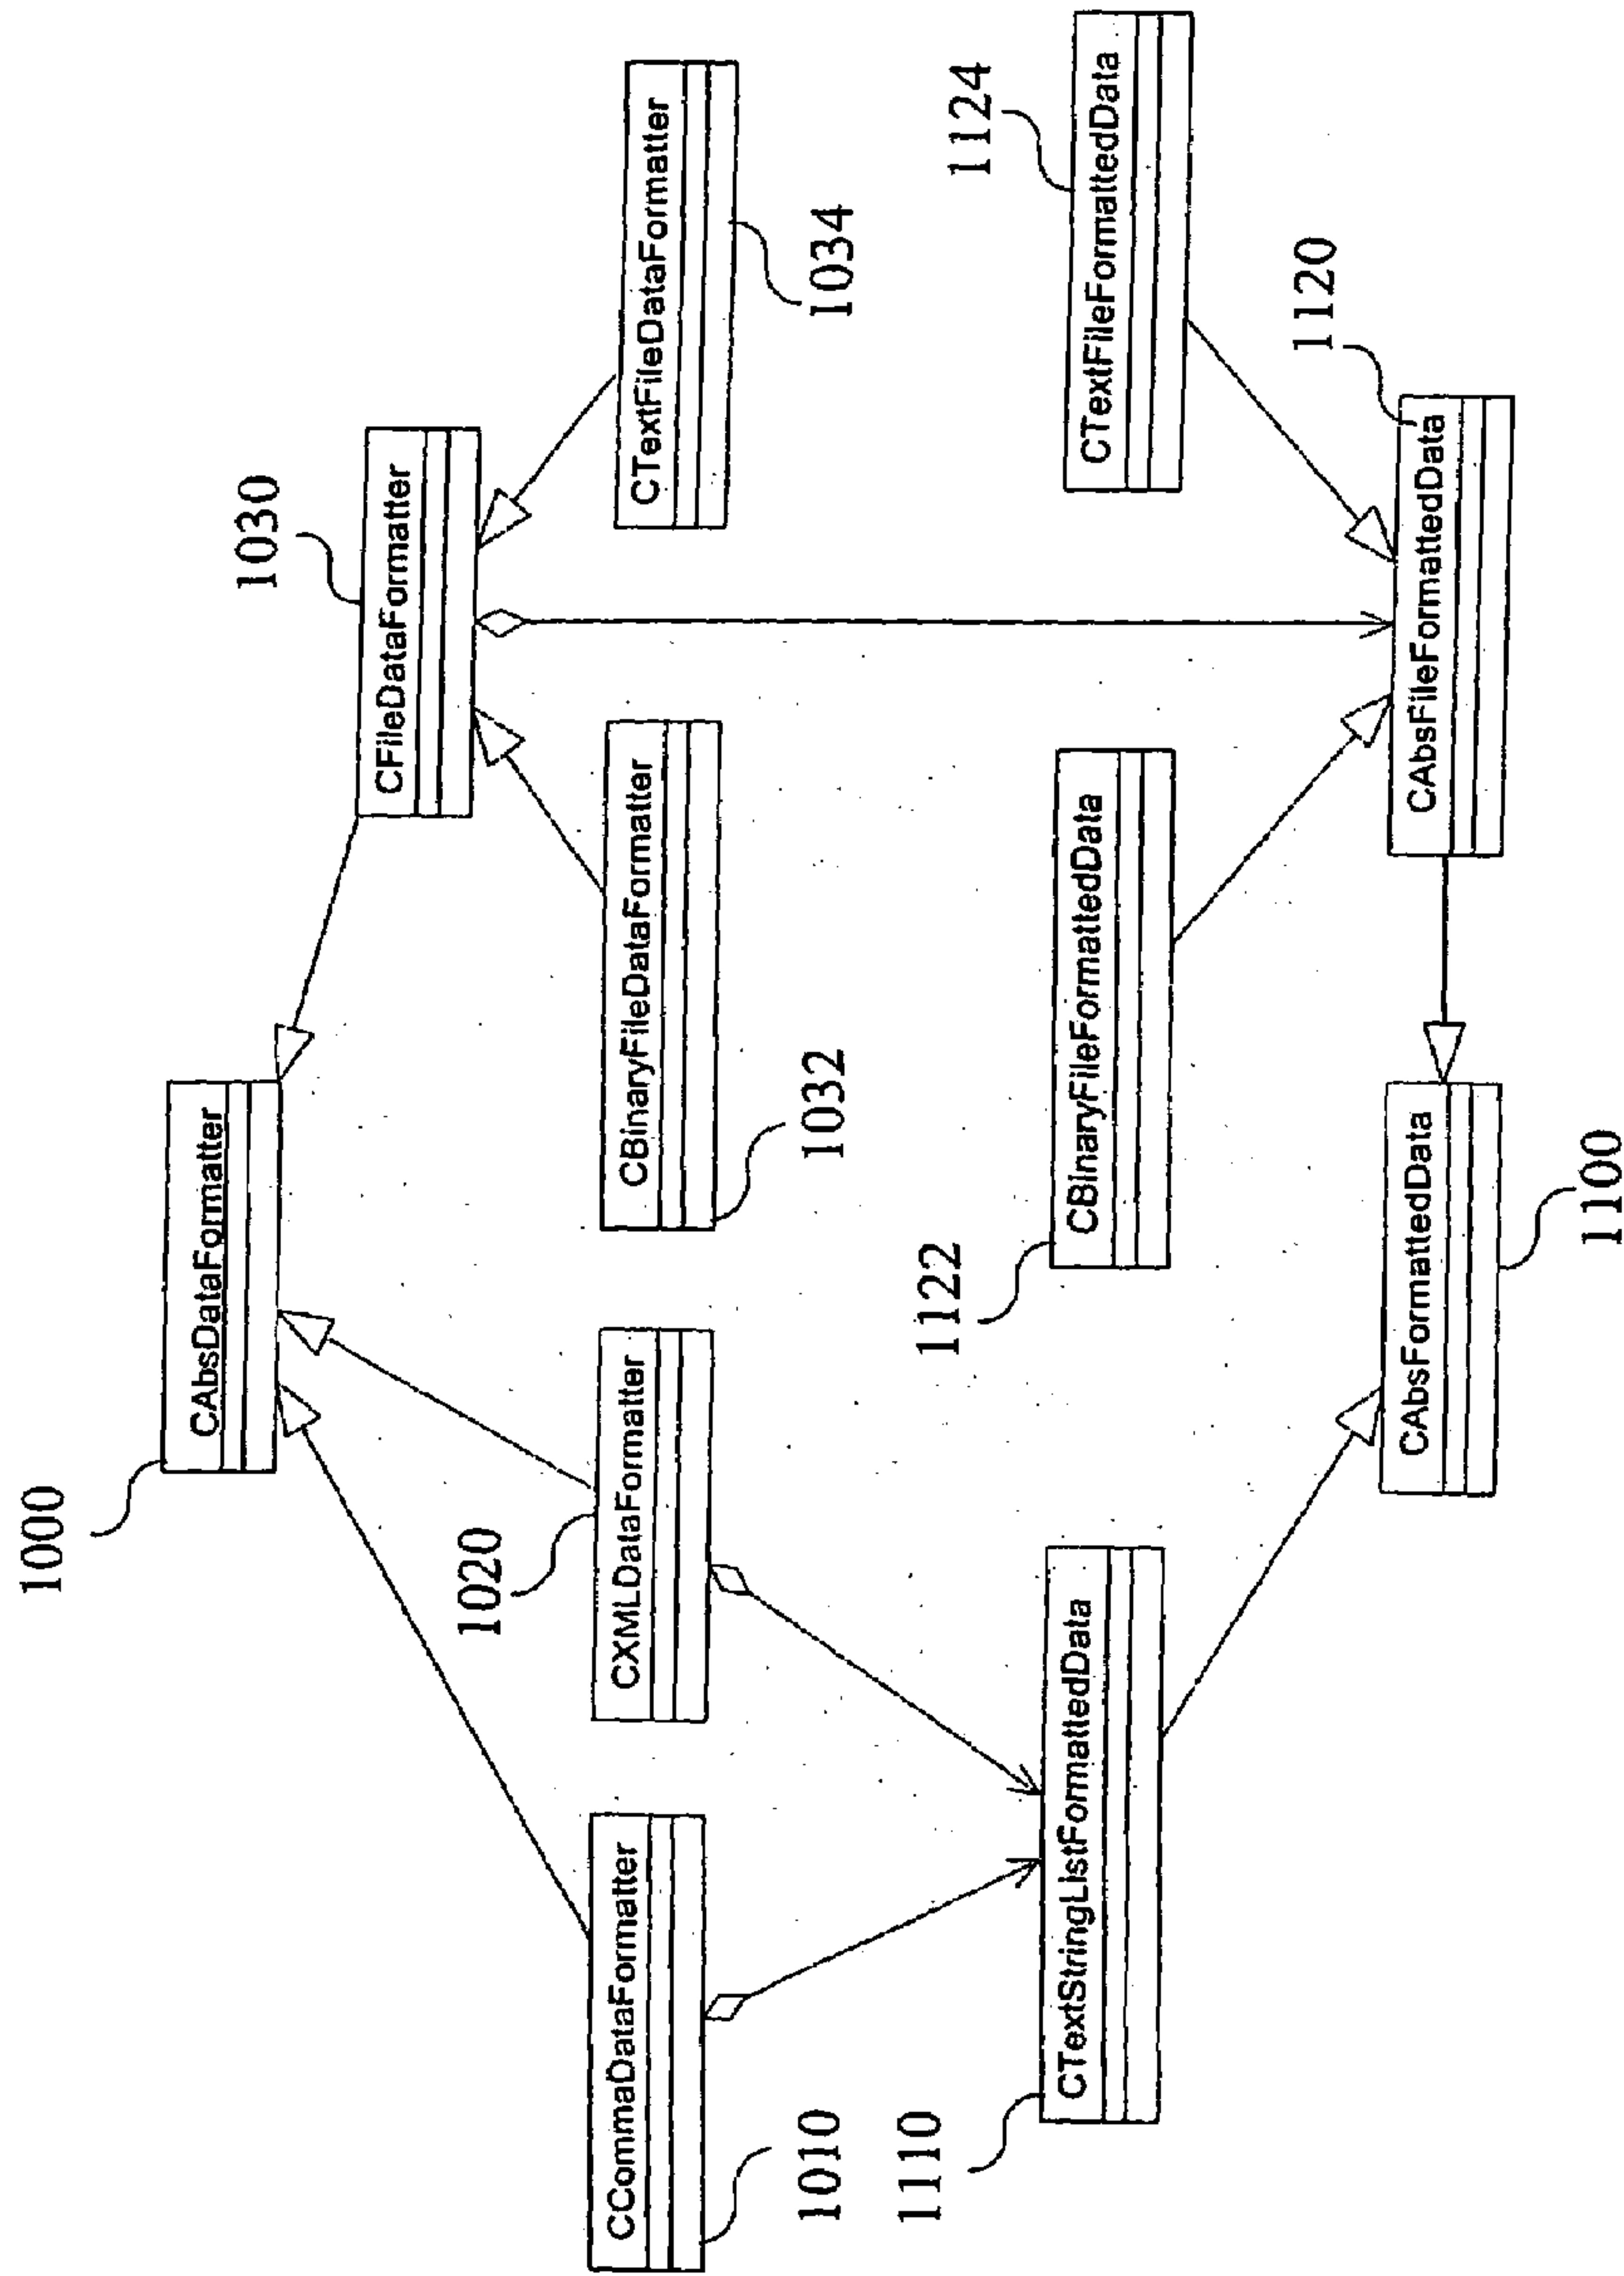 1000
CAbsDataFormatter
1030
CFileDataFormatter
1010
CCommaDataFormatter
1020
CXMLDataFormatter
1032
CBinaryFileDataFormatter
1034
CTextFileDataFormatter
1110
CTextStringListFormattedData
1122
CBinaryFileFormattedData
1124
CTextFileFormattedData
1100
CAbsFormattedData
1120
CAbsFileFormattedData